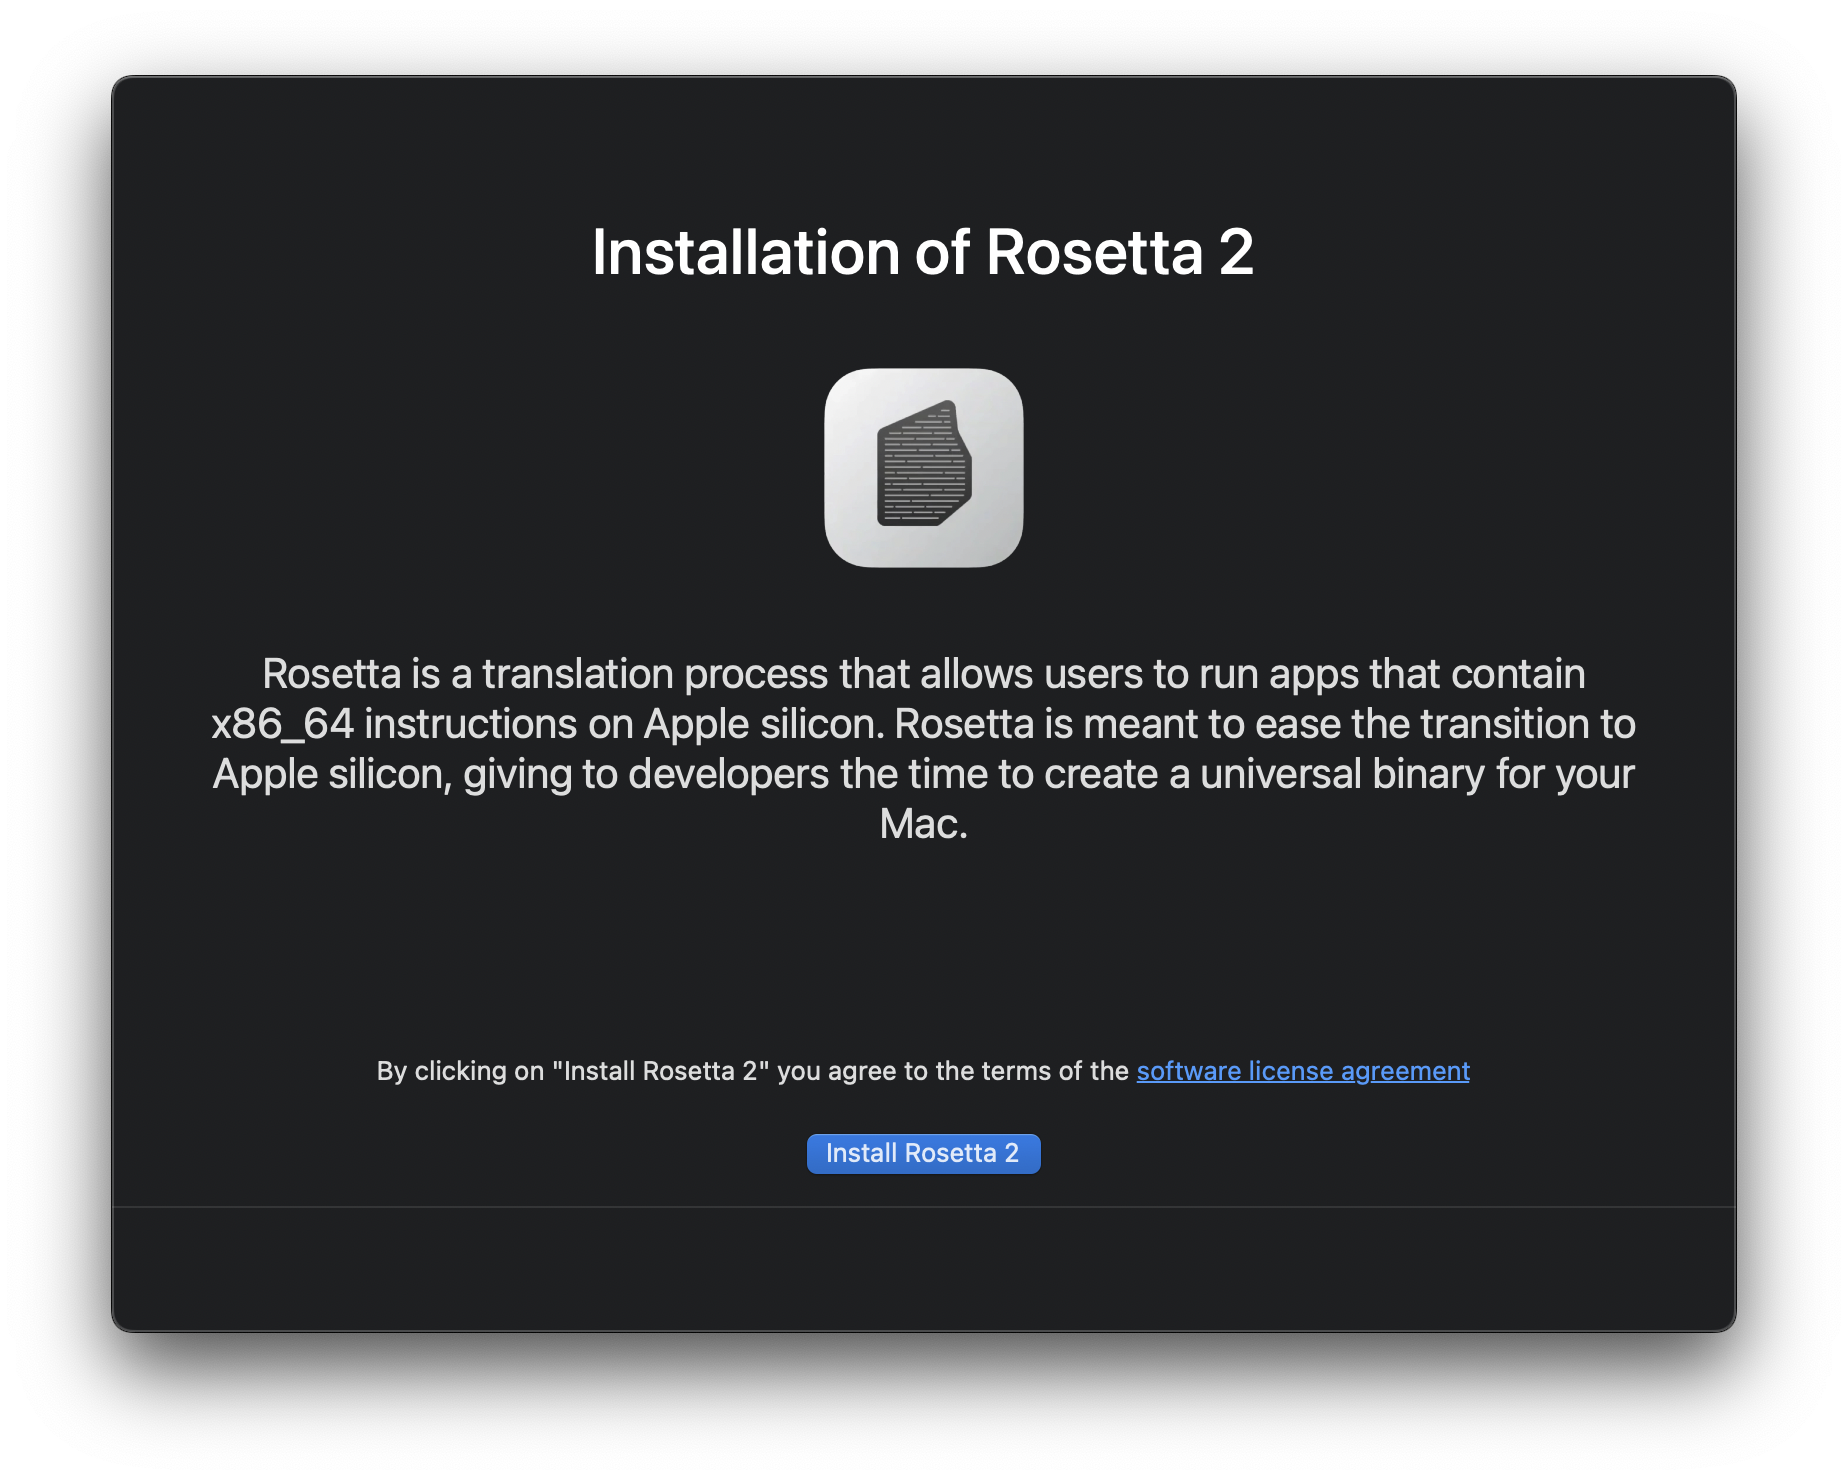 Installation of Rosetta 2
Rosetta is a translation process that allows users to run apps that contain
x86_64 instructions on Apple silicon. Rosetta is meant to ease the transition to
Apple silicon, giving to developers the time to create a universal binary for your
Mac.
By clicking on "Install Rosetta 2" you agree to the terms of the software license agreement
Install Rosetta 2